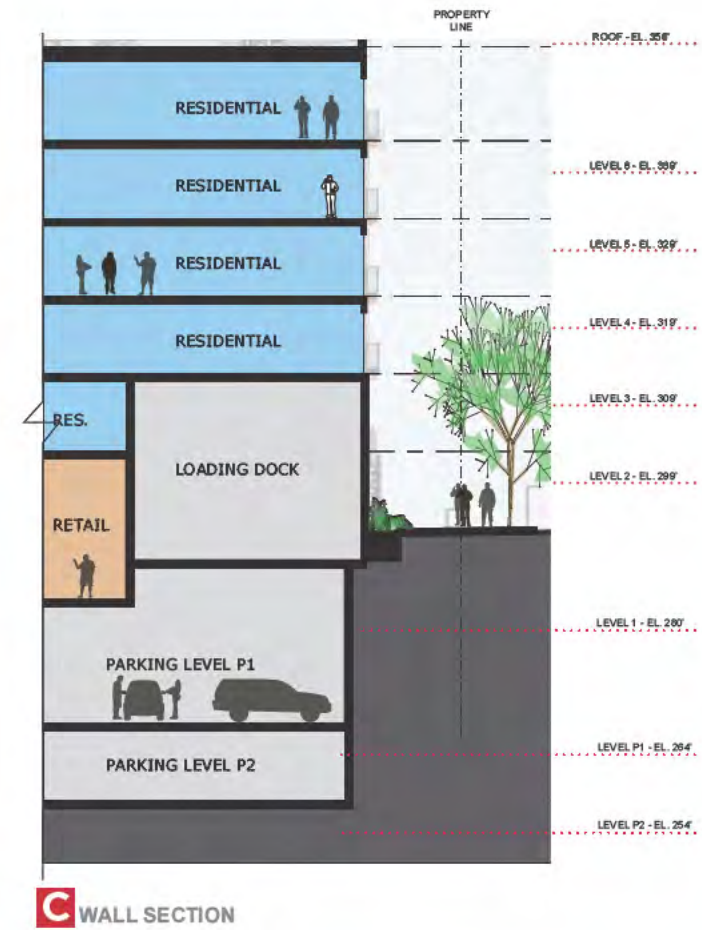 PROPERTY
LINE
ROOF - EL. 356'
RESIDENTIAL
LEVEL 6 - EL. 339'
RESIDENTIAL
LEVEL 5 - EL. 329'
RESIDENTIAL
LEVEL 4 - EL. 319'
RESIDENTIAL
LEVEL 3 - EL. 309'
RES.
LOADING DOCK
LEVEL 2 - EL. 299'
RETAIL
LEVEL 1 - EL. 280'
PARKING LEVEL P1
LEVEL P1 - EL. 264'
PARKING LEVEL P2
LEVEL P2 - EL. 254'
C WALL SECTION